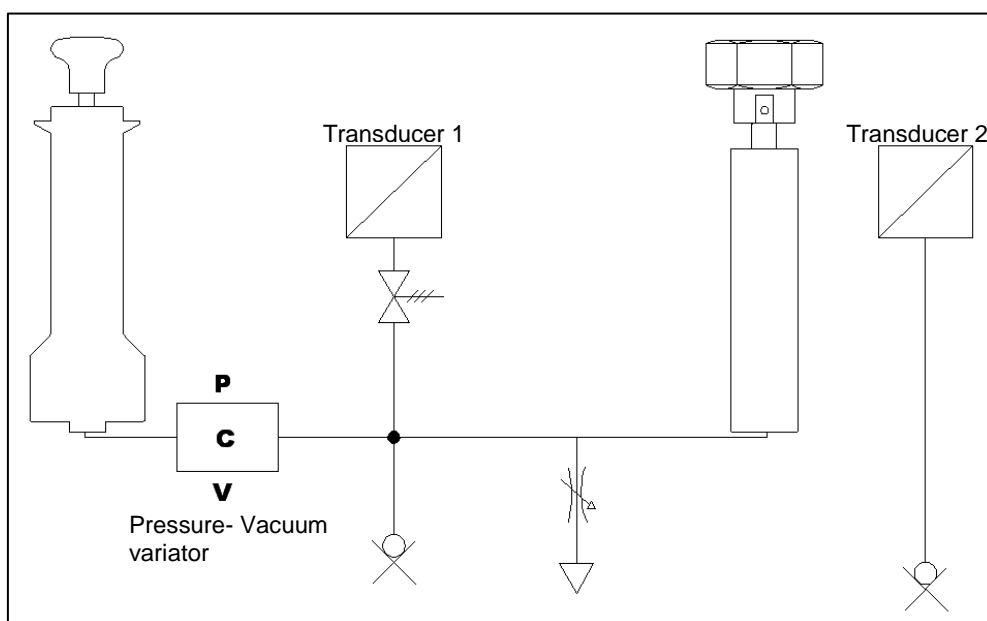 Transducer 1
Transducer 2
P
C
V
Pressure- Vacuum
variator